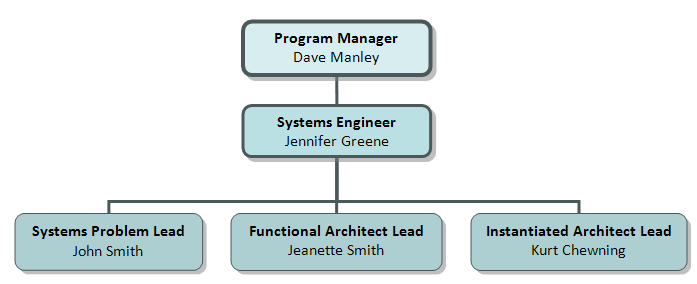 Program Manager
Dave Manley
Systems Engineer
Jennifer Greene
Systems Problem Lead
John Smith
Functional Architect Lead
Jeanette Smith
Instantiated Architect Lead
Kurt Chewning